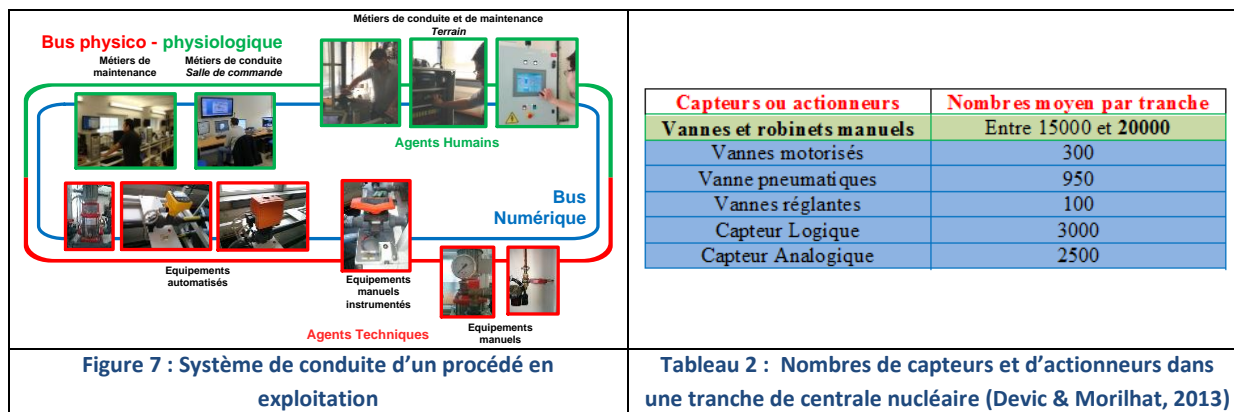 Métiers de conduite et de maintenance
Terrain
Bus physico - physiologique
Métiers de
maintenance
Métiers de conduite
Salle de commande
Agents Humains
Bus
Numérique
Equipements
automatisés
Equipements
manuels
instrumentés
Agents Techniques
Equipements
manuels
Figure 7 : Système de conduite d’un procédé en
exploitation
Capteurs ou actionneurs Nombres moyen par tranche
Vannes et robinets manuels Entre 15000 et 20000
Vannes motorisés 300
Vanne pneumatiques 950
Vannes réglantes 100
Capteur Logique 3000
Capteur Analogique 2500
Tableau 2 : Nombres de capteurs et d’actionneurs dans
une tranche de centrale nucléaire (Devic & Morilhat, 2013)